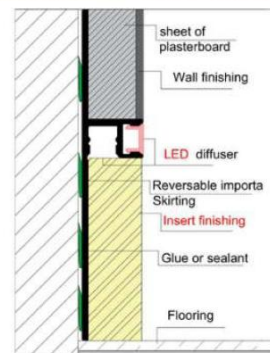 sheet of
plasterboard
Wall finishing
LED diffuser
Reversable importa
Skirting
Insert finishing
Glue or sealant
Flooring